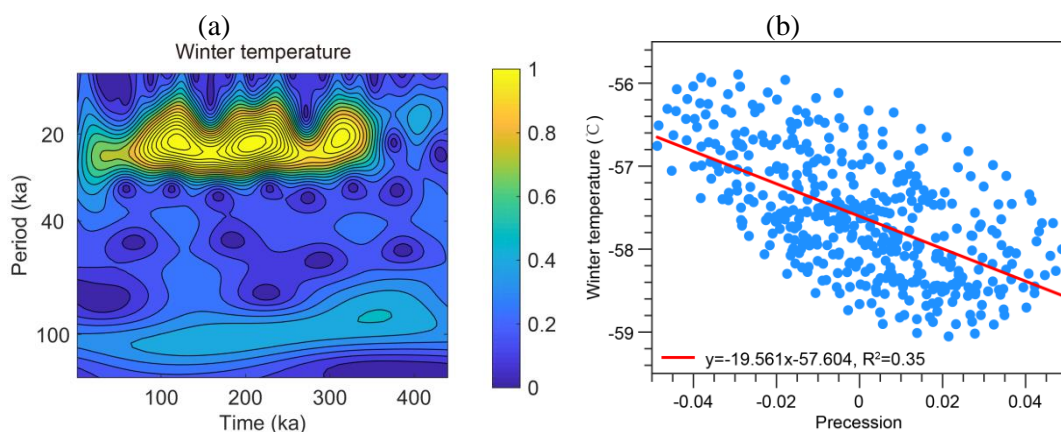 (a)
Winter temperature
20
40
100
Period (ka)
100
200
300
400
Time (ka)
1
0.8
0.6
0.4
0.2
0
(b)
-56
-57
-58
-59
Winter temperature (℃)
y=-19.561x-57.604, R²=0.35
-0.04
-0.02
0
0.02
0.04
Precession